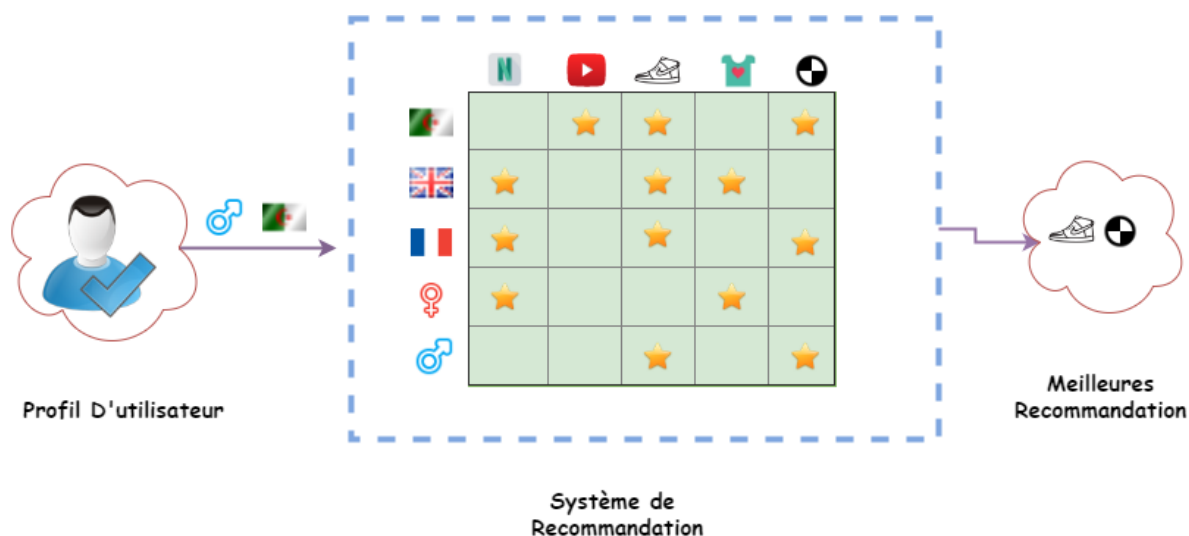 N
Profil D'utilisateur
Meilleures
Recommandation
Système de
Recommandation